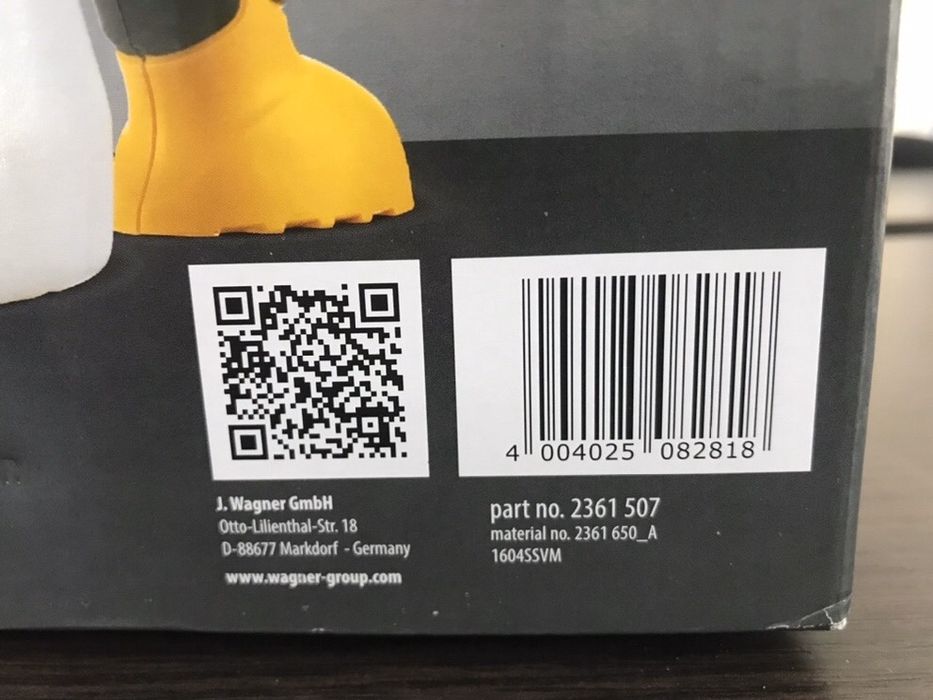 4 004025 082818
J. Wagner GmbH
Otto-Lilienthal-Str. 18
D-88677 Markdorf - Germany
www.wagner-group.com
part no. 2361 507
material no. 2361 650_A
1604SSVM